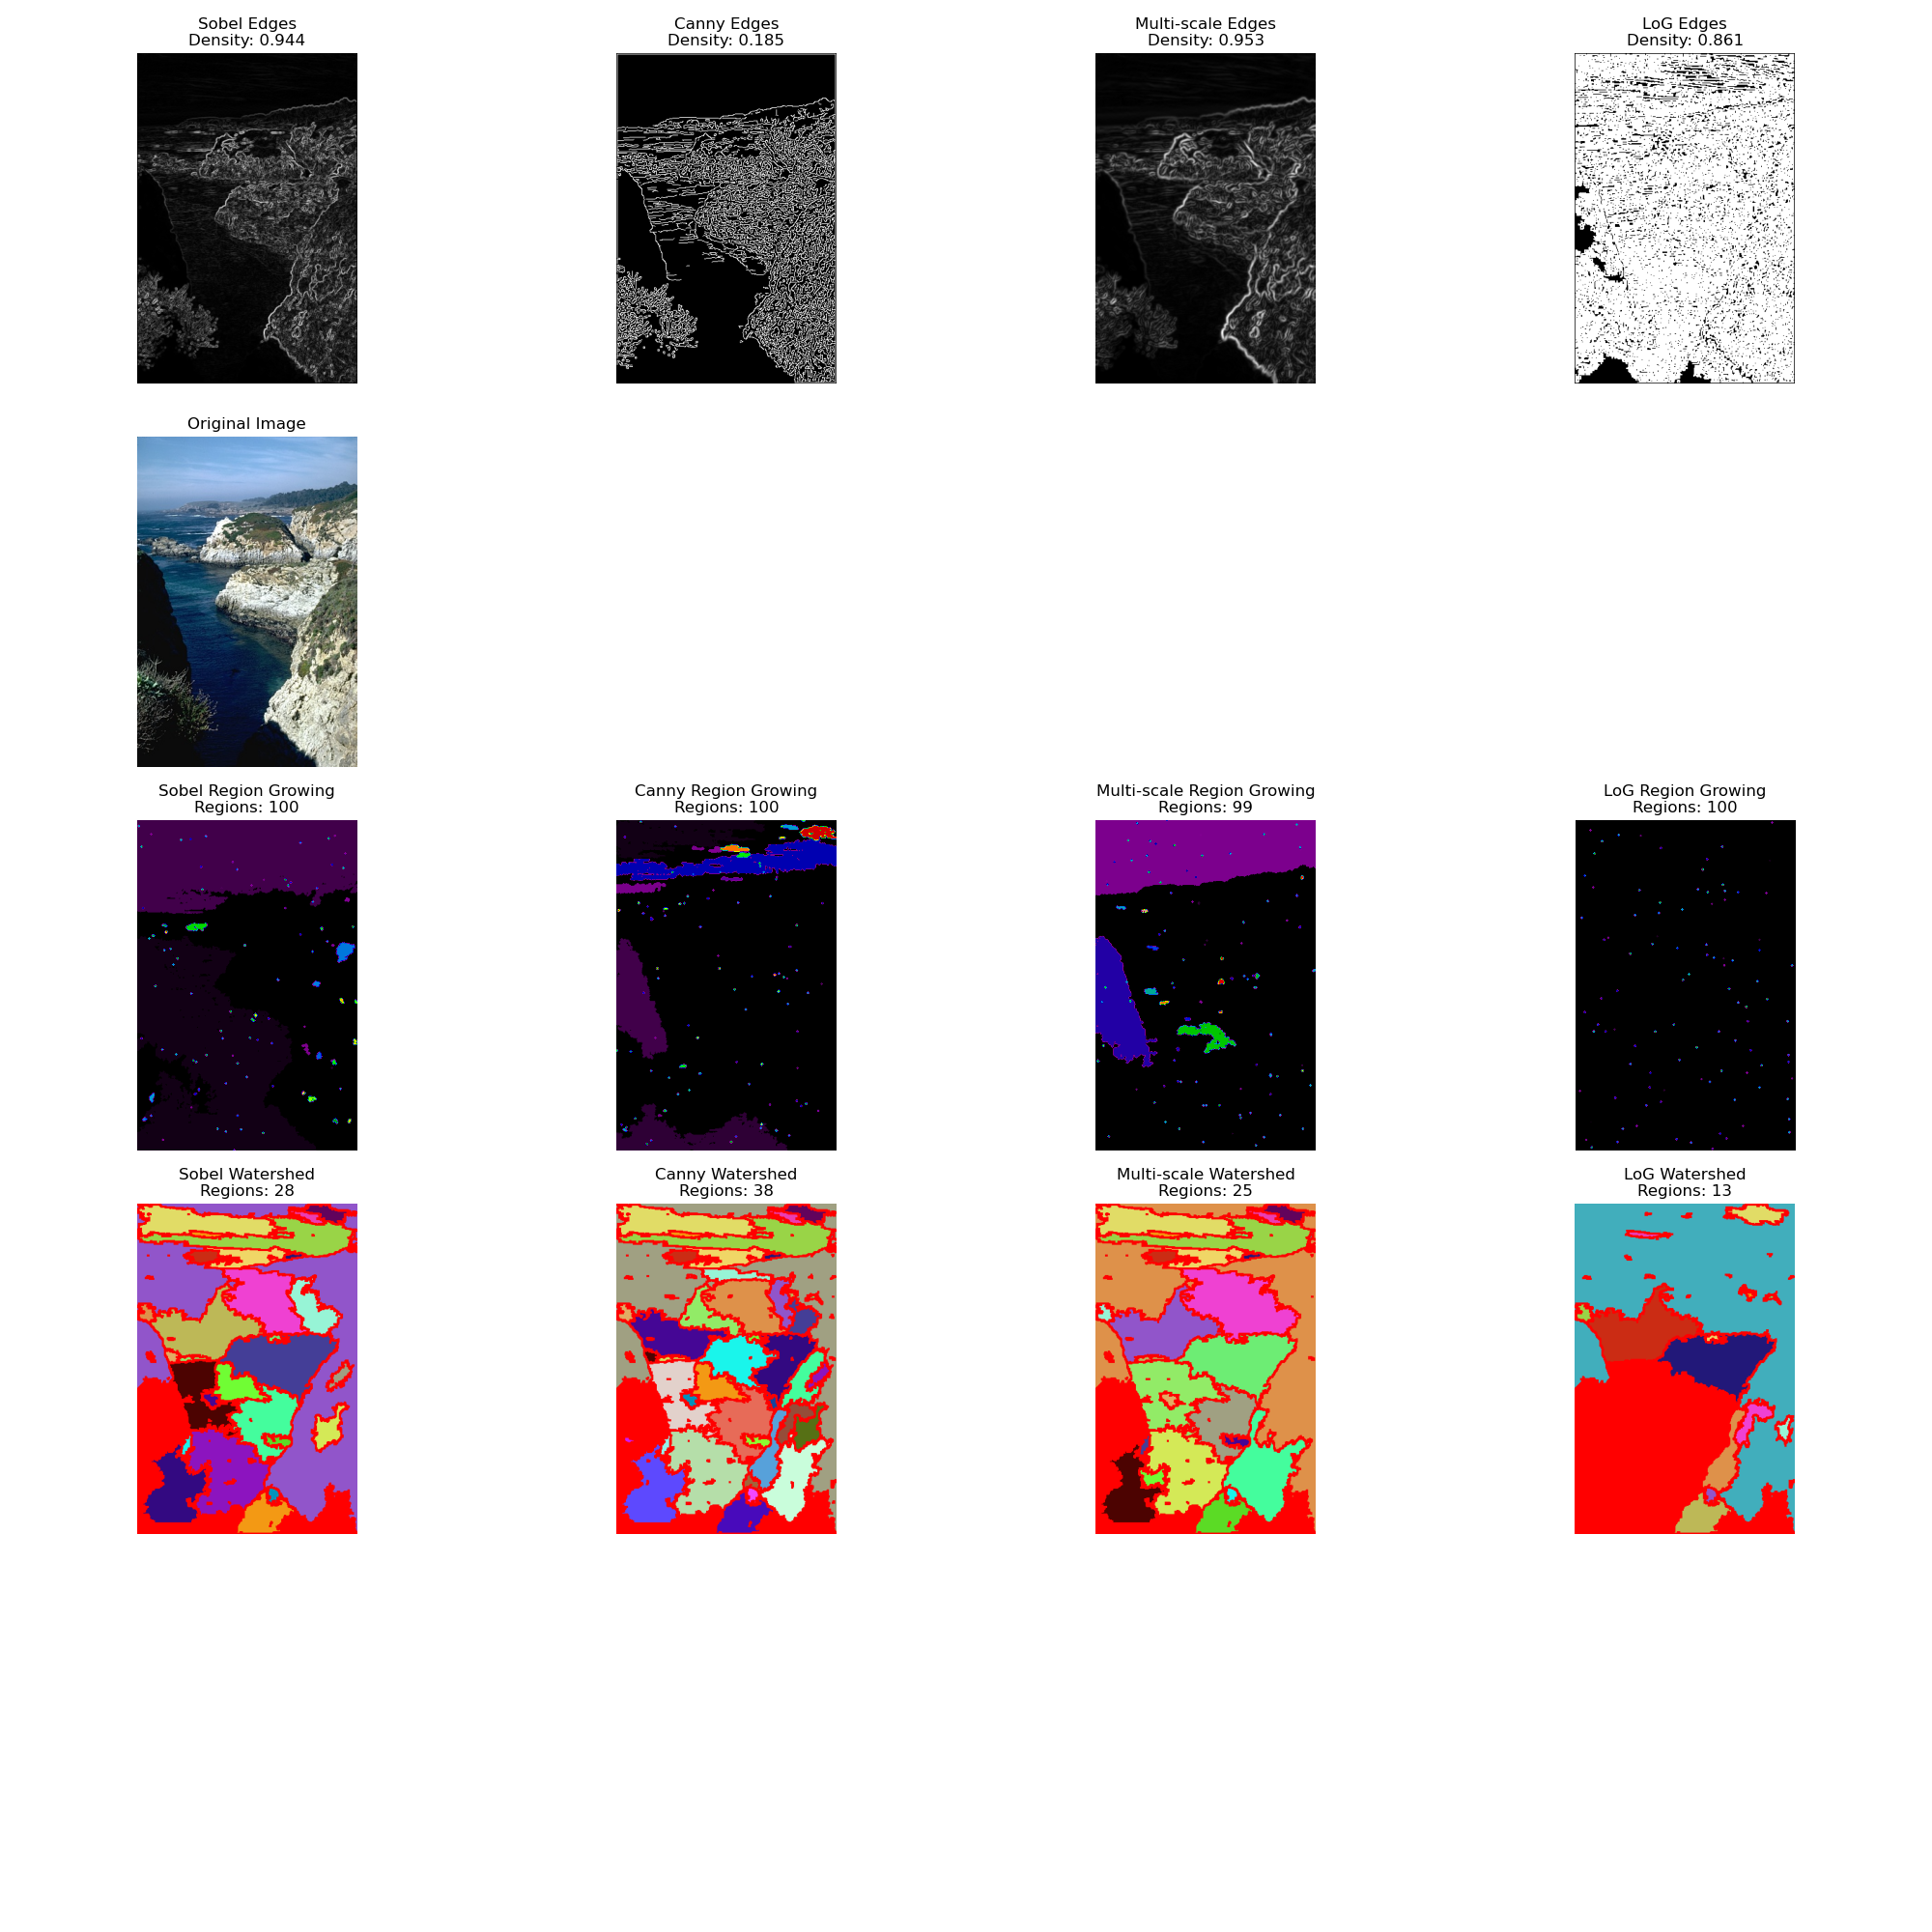 Sobel Edges
Density: 0.944
Canny Edges
Density: 0.185
Multi-scale Edges
Density: 0.953
LoG Edges
Density: 0.861
Original Image
Sobel Region Growing
Regions: 100
Canny Region Growing
Regions: 100
Multi-scale Region Growing
Regions: 99
LoG Region Growing
Regions: 100
Sobel Watershed
Regions: 28
Canny Watershed
Regions: 38
Multi-scale Watershed
Regions: 25
LoG Watershed
Regions: 13